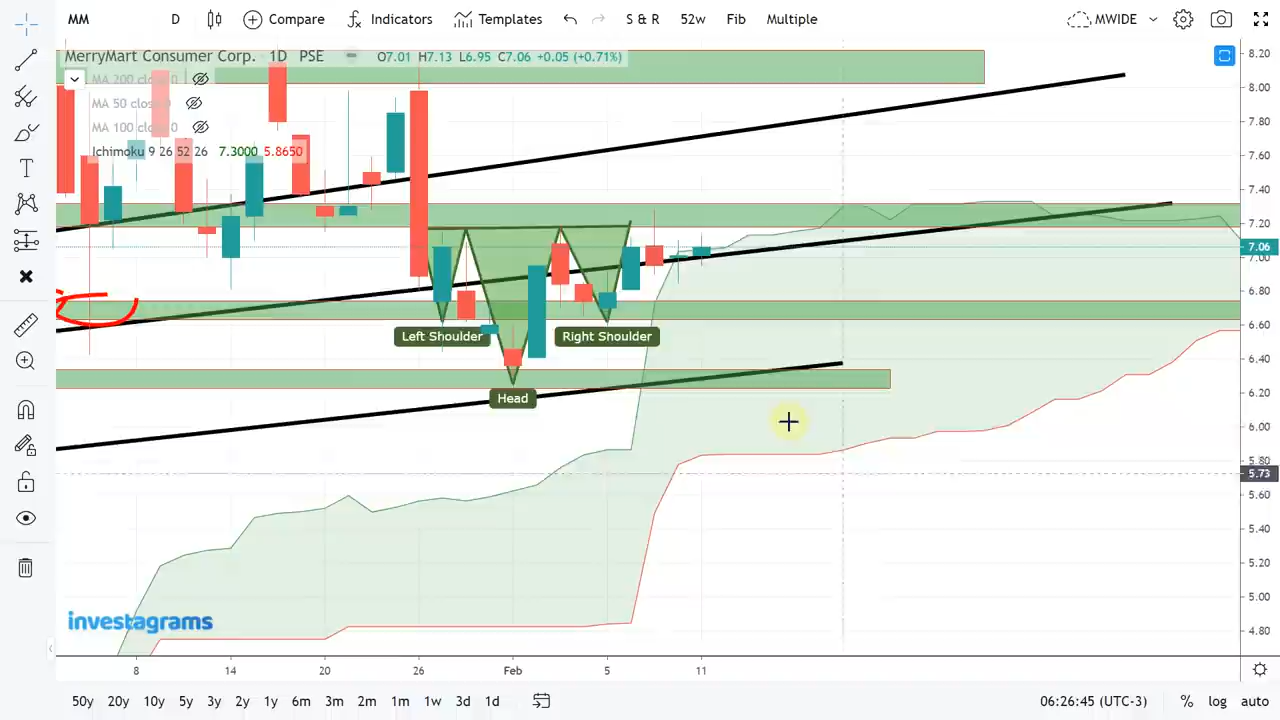 MM D Compare Indicators Templates S & R 52w Fib Multiple MWIDE
MerryMart Consumer Corp. · 1D PSE O7.01 H7.13 L6.95 C7.06 +0.05 (+0.71%)
MA 200 close 0
MA 50 close 0
MA 100 close 0
Ichimoku 9 26 52 26 7.3000 5.8650
8.20
8.00
7.80
7.60
7.40
7.20
7.06
7.00
6.80
6.60
6.40
6.20
6.00
5.80
5.73
5.60
5.40
5.20
5.00
4.80
Left Shoulder Right Shoulder
Head
investagrams
8 14 20 26 Feb 5 11
50y 20y 10y 5y 3y 2y 1y 6m 3m 2m 1m 1w 3d 1d 06:26:45 (UTC-3) % log auto